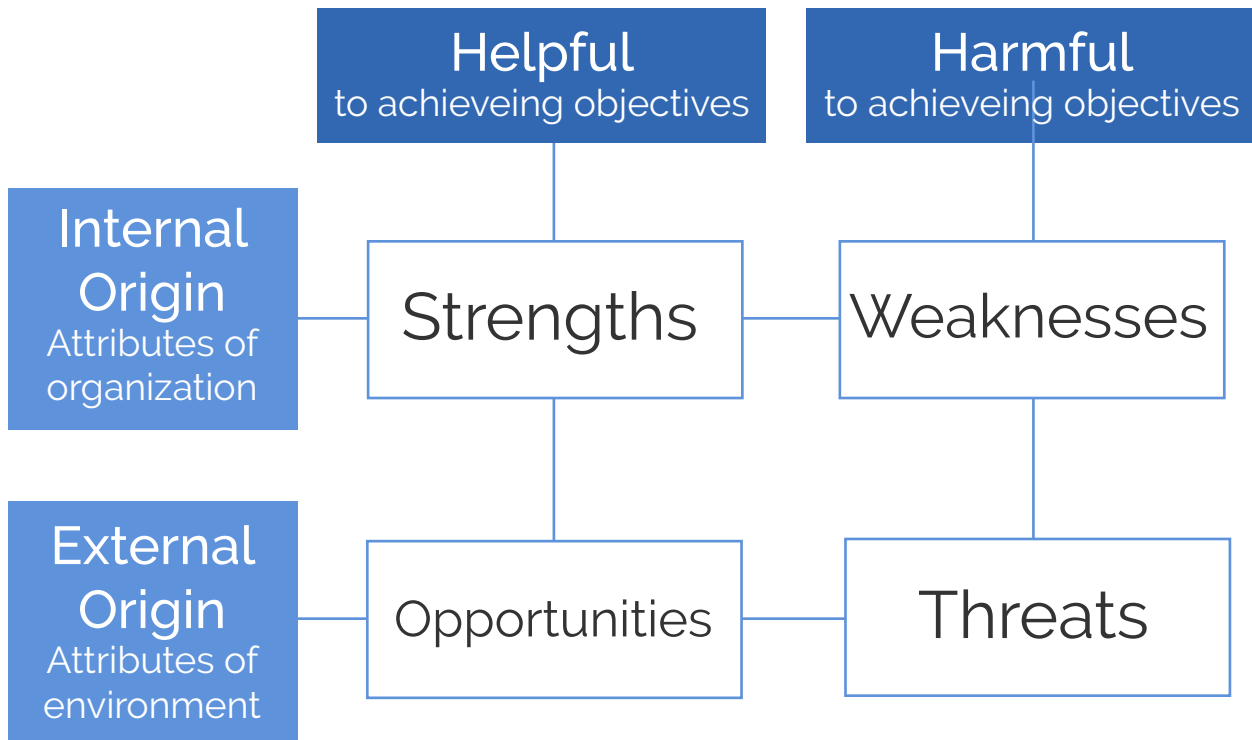 Helpful
to achieveing objectives
Harmful
to achieveing objectives
Internal
Origin
Attributes of
organization
Strengths
Weaknesses
External
Origin
Attributes of
environment
Opportunities
Threats